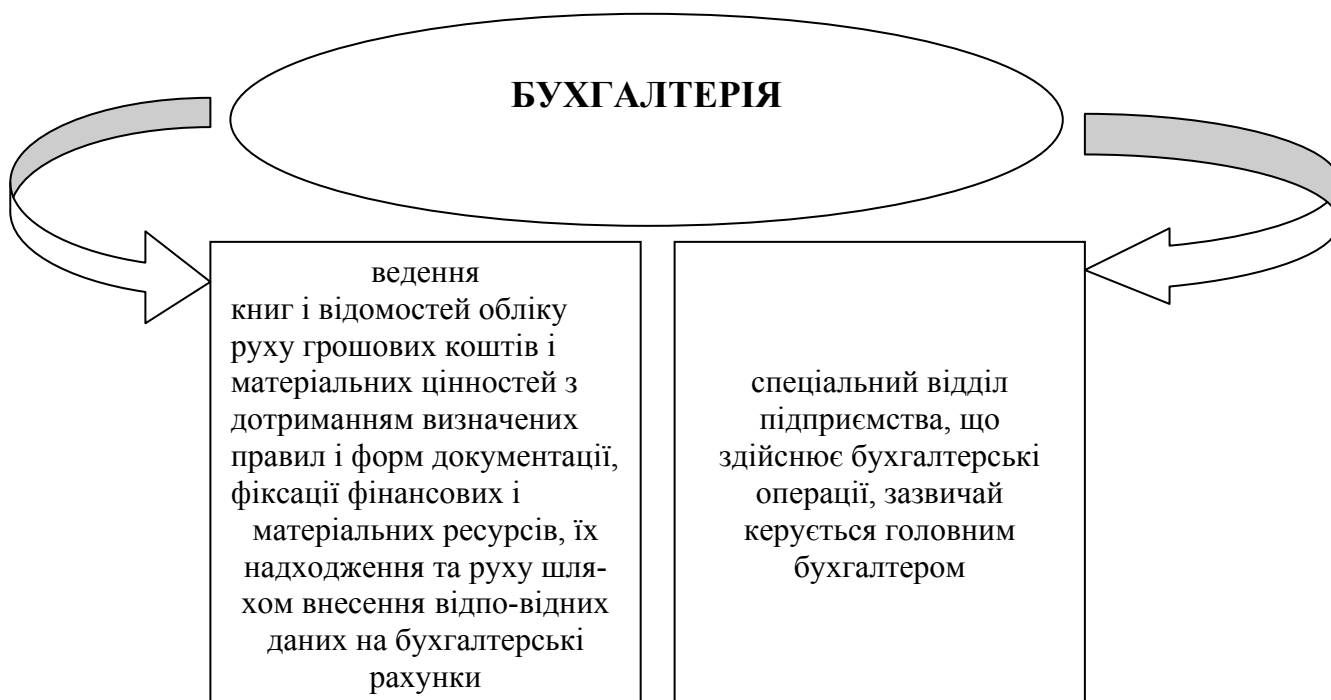 БУХГАЛТЕРІЯ
ведення
книг і відомостей обліку
руху грошових коштів і
матеріальних цінностей з
дотриманням визначених
правил і форм документації,
фіксації фінансових і
матеріальних ресурсів, їх
надходження та руху шля-
хом внесення відпо-відних
даних на бухгалтерські
рахунки
спеціальний відділ
підприємства, що
здійснює бухгалтерські
операції, зазвичай
керується головним
бухгалтером